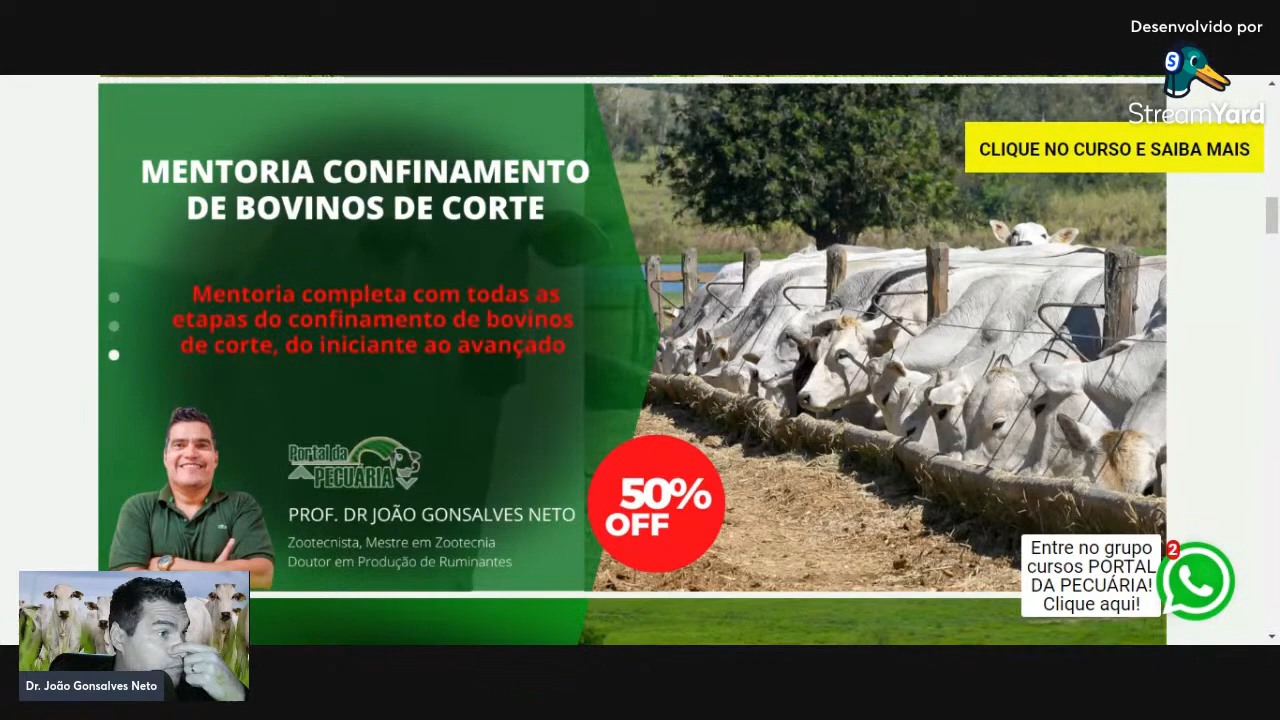 Desenvolvido por
S
StreamYard
CLIQUE NO CURSO E SAIBA MAIS
MENTORIA CONFINAMENTO
DE BOVINOS DE CORTE
Mentoria completa com todas as
etapas do confinamento de bovinos
de corte, do iniciante ao avançado
Portal da
PECUÁRIA
PROF. DR JOÃO GONSALVES NETO
Zootecnista, Mestre em Zootecnia
Doutor em Produção de Ruminantes
50%
OFF
Entre no grupo
cursos PORTAL
DA PECUÁRIA!
Clique aqui!
2
Dr. João Gonsalves Neto